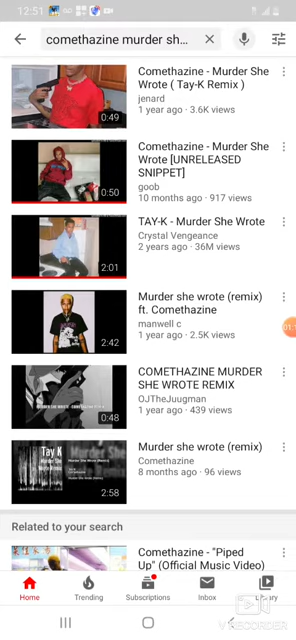 12:51
comethazine murder sh...
Comethazine - Murder She
Wrote ( Tay-K Remix )
jenard
1 year ago · 3.6K views
0:49
Comethazine - Murder She
Wrote [UNRELEASED
SNIPPET]
goob
10 months ago · 917 views
0:50
TAY-K - Murder She Wrote
Crystal Vengeance
2 years ago · 36M views
2:01
Murder she wrote (remix)
ft. Comethazine
manwell c
1 year ago · 2.5K views
2:42
COMETHAZINE MURDER
SHE WROTE REMIX
OJTheJuugman
1 year ago · 439 views
0:48
Murder she wrote (remix)
Comethazine
8 months ago · 96 views
Tay K
2:58
Related to your search
Comethazine - "Piped
Up" (Official Music Video)
Home
Trending
Subscriptions
Inbox
Library
RECORDER